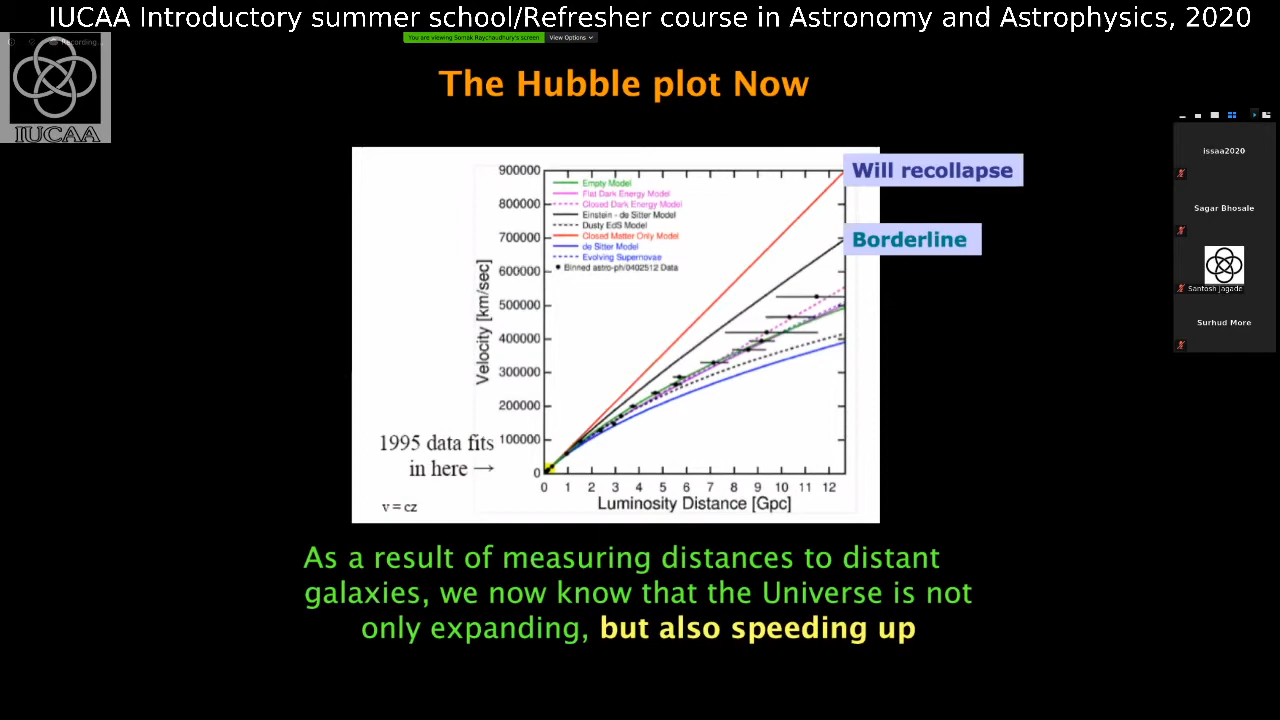 IUCAA Introductory summer school/Refresher course in Astronomy and Astrophysics, 2020
You are viewing Somak Raychaudhury's screen
View Options
Recording...
IUCAA
The Hubble plot Now
issaa2020
Sagar Bhosale
Santosh Jagade
Surhud More
Will recollapse
Borderline
900000
800000
700000
600000
500000
400000
300000
200000
100000
0
Velocity [km/sec]
Empty Model
Flat Dark Energy Model
Closed Dark Energy Model
Einstein - de Sitter Model
Dusty EdS Model
Closed Matter Only Model
de Sitter Model
Evolving Supernovae
Binned astro-ph/0402512 Data
1995 data fits
in here →
v = cz
0 1 2 3 4 5 6 7 8 9 10 11 12
Luminosity Distance [Gpc]
As a result of measuring distances to distant
galaxies, we now know that the Universe is not
only expanding, but also speeding up